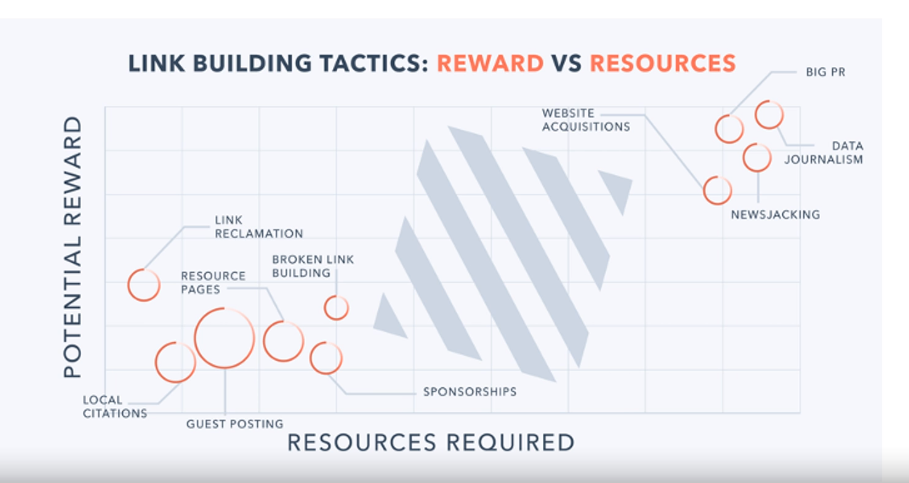 LINK BUILDING TACTICS: REWARD VS RESOURCES
BIG PR
WEBSITE
ACQUISITIONS
DATA
JOURNALISM
NEWSJACKING
POTENTIAL REWARD
LINK
RECLAMATION
BROKEN LINK
BUILDING
RESOURCE
PAGES
SPONSORSHIPS
LOCAL
CITATIONS
GUEST POSTING
RESOURCES REQUIRED